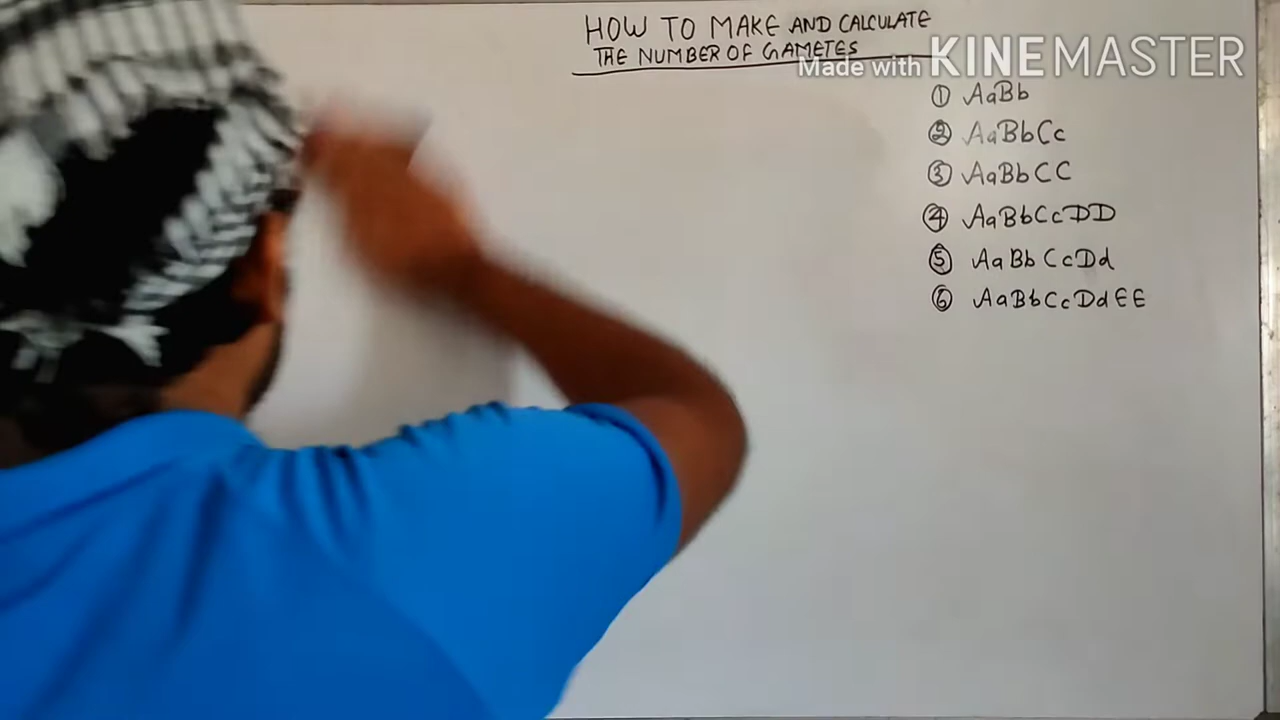 HOW TO MAKE AND CALCULATE
THE NUMBER OF GAMETES
Made with KINEMASTER
① AaBb
② AaBbCc
③ AaBbCC
④ AaBbCcDD
⑤ AaBbCcDd
⑥ AaBbCcDdEE